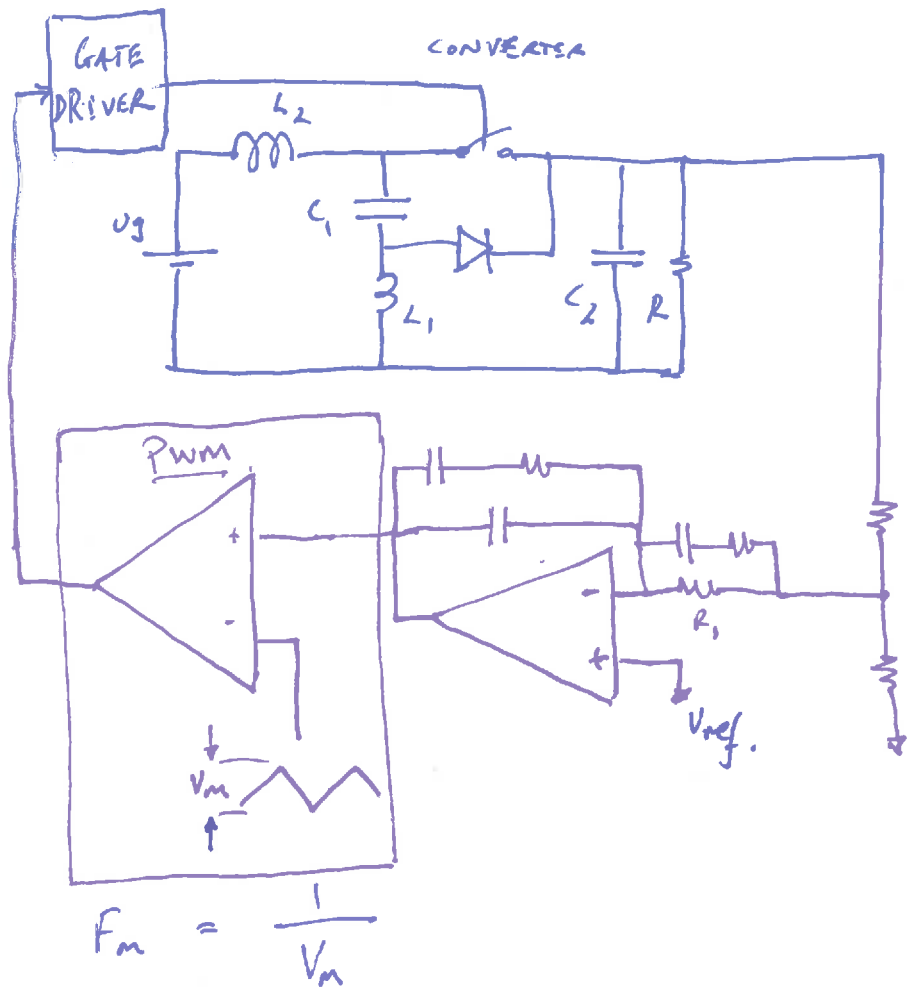 GATE
DRIVER
CONVERTER
L2
C1
Vg
L1
C2
R
PWM
+
-
-
+
R1
Vref.
Vm
Fm = 1
Vm